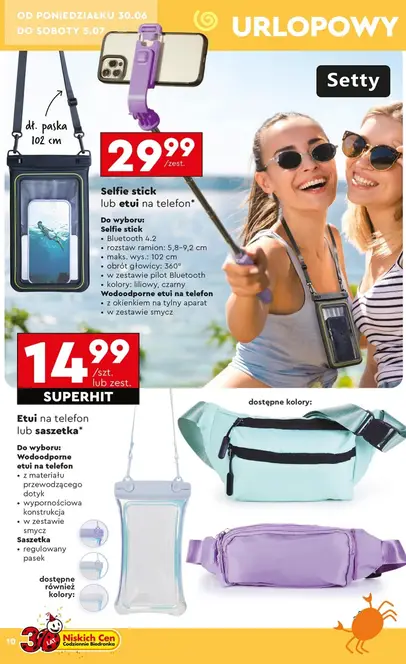 OD PONIEDZIAŁKU 30.06
DO SOBOTY 5.07
URLOPOWY
Setty
dł. paska
102 cm
29.99
/zest.
Selfie stick
lub etui na telefon*
Do wyboru:
Selfie stick
• Bluetooth 4.2
• rozstaw ramion: 5,8-9,2 cm
• maks. wys.: 102 cm
• obrót głowicy: 360°
• w zestawie pilot Bluetooth
• kolory: liliowy, czarny
Wodoodporne etui na telefon
• z okienkiem na tylny aparat
• w zestawie smycz
14.99
/szt.
lub zest.
SUPERHIT
Etui na telefon
lub saszetka*
Do wyboru:
Wodoodporne
etui na telefon
• z materiału
przewodzącego
dotyk
• wypornościowa
konstrukcja
• w zestawie
smycz
Saszetka
• regulowany
pasek
dostępne
również
kolory:
dostępne kolory:
10
30
LAT
Niskich Cen
Codziennie Biedronka